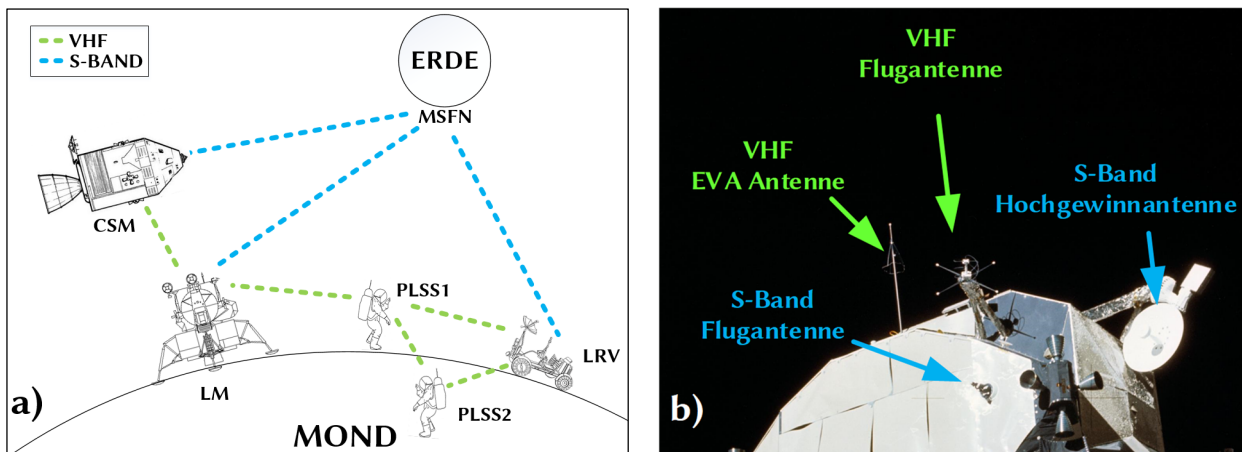 VHF
S-BAND
ERDE
MSFN
CSM
PLSS1
LRV
LM
PLSS2
a)
MOND
VHF
Flugantenne
VHF
EVA Antenne
S-Band
Hochgewinnantenne
S-Band
Flugantenne
b)